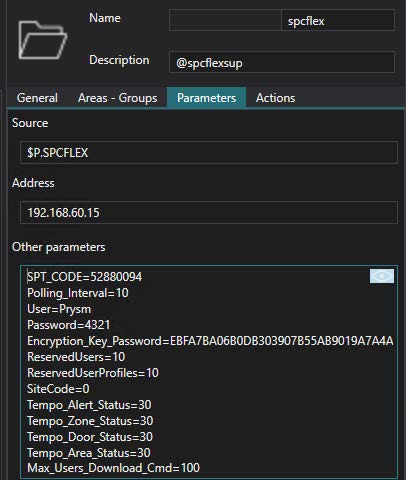 Name
spcflex
Description
@spcflexsup
General Areas - Groups Parameters Actions
Source
$P.SPCFLEX
Address
192.168.60.15
Other parameters
SPT_CODE=52880094
Polling_Interval=10
User=Prysm
Password=4321
Encryption_Key_Password=EBFA7BA06B0DB303907B55AB9019A7A4A
ReservedUsers=10
ReservedUserProfiles=10
SiteCode=0
Tempo_Alert_Status=30
Tempo_Zone_Status=30
Tempo_Door_Status=30
Tempo_Area_Status=30
Max_Users_Download_Cmd=100